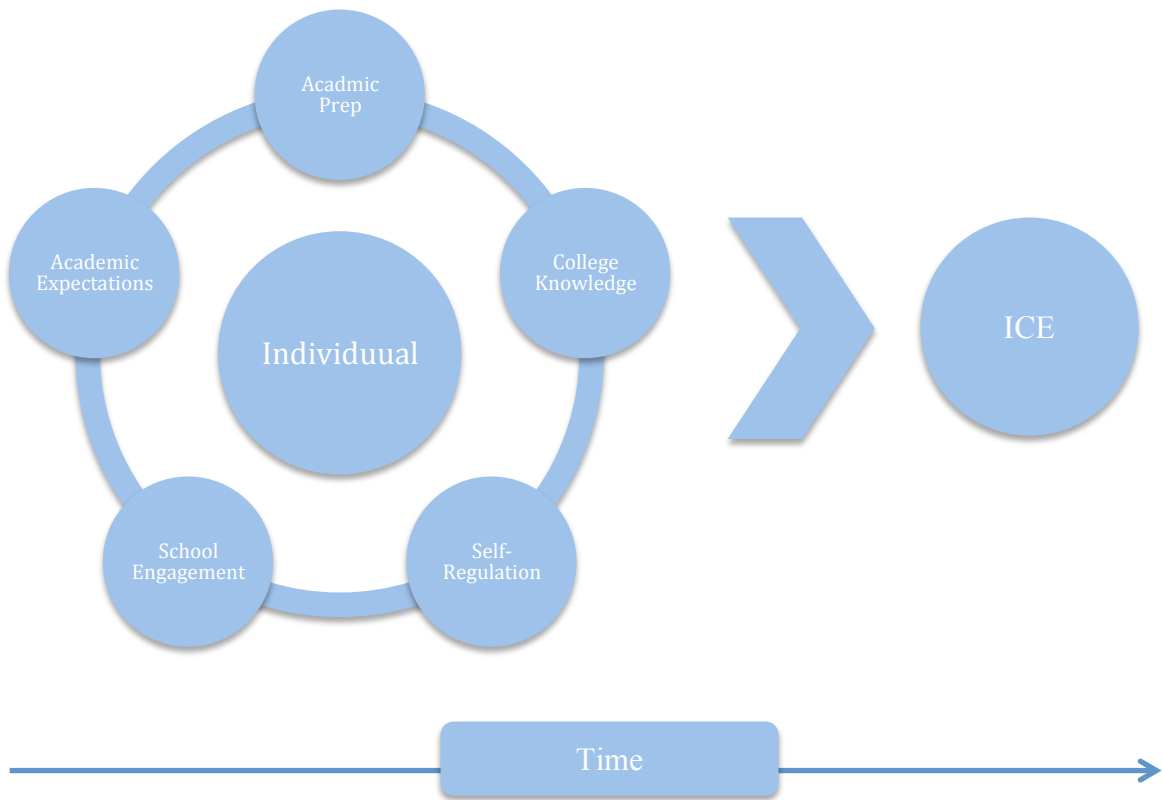 Acadmic
Prep
Academic
Expectations
College
Knowledge
Individuual
ICE
School
Engagement
Self-
Regulation
Time